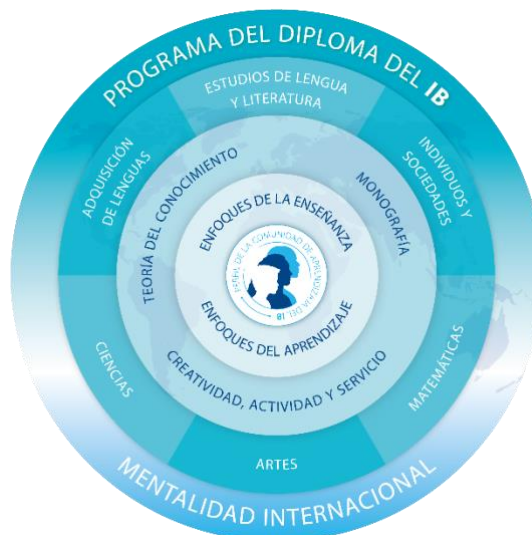 PROGRAMA DEL DIPLOMA DEL IB
ESTUDIOS DE LENGUA
Y LITERATURA
ADQUISICIÓN
DE LENGUAS
INDIVIDUOS Y
SOCIEDADES
TEORÍA DEL CONOCIMIENTO
MONOGRAFÍA
ENFOQUES DE LA ENSEÑANZA
PERFIL DE LA COMUNIDAD DE APRENDIZAJE DEL IB
ENFOQUES DEL APRENDIZAJE
CREATIVIDAD, ACTIVIDAD Y SERVICIO
CIENCIAS
MATEMÁTICAS
ARTES
MENTALIDAD INTERNACIONAL